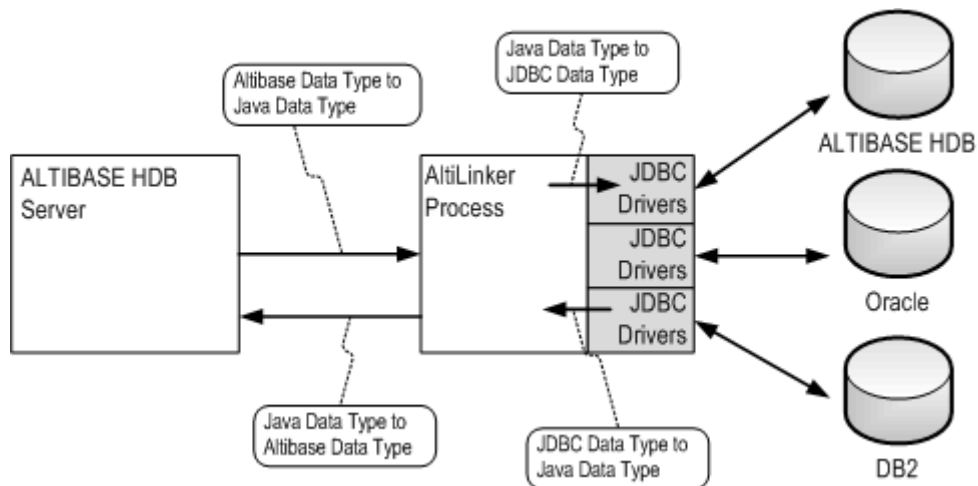 Java Data Type to
JDBC Data Type
Altibase Data Type to
Java Data Type
ALTIBASE HDB
ALTIBASE HDB
Server
AltiLinker
Process
JDBC
Drivers
JDBC
Drivers
JDBC
Drivers
Oracle
Java Data Type to
Altibase Data Type
JDBC Data Type to
Java Data Type
DB2